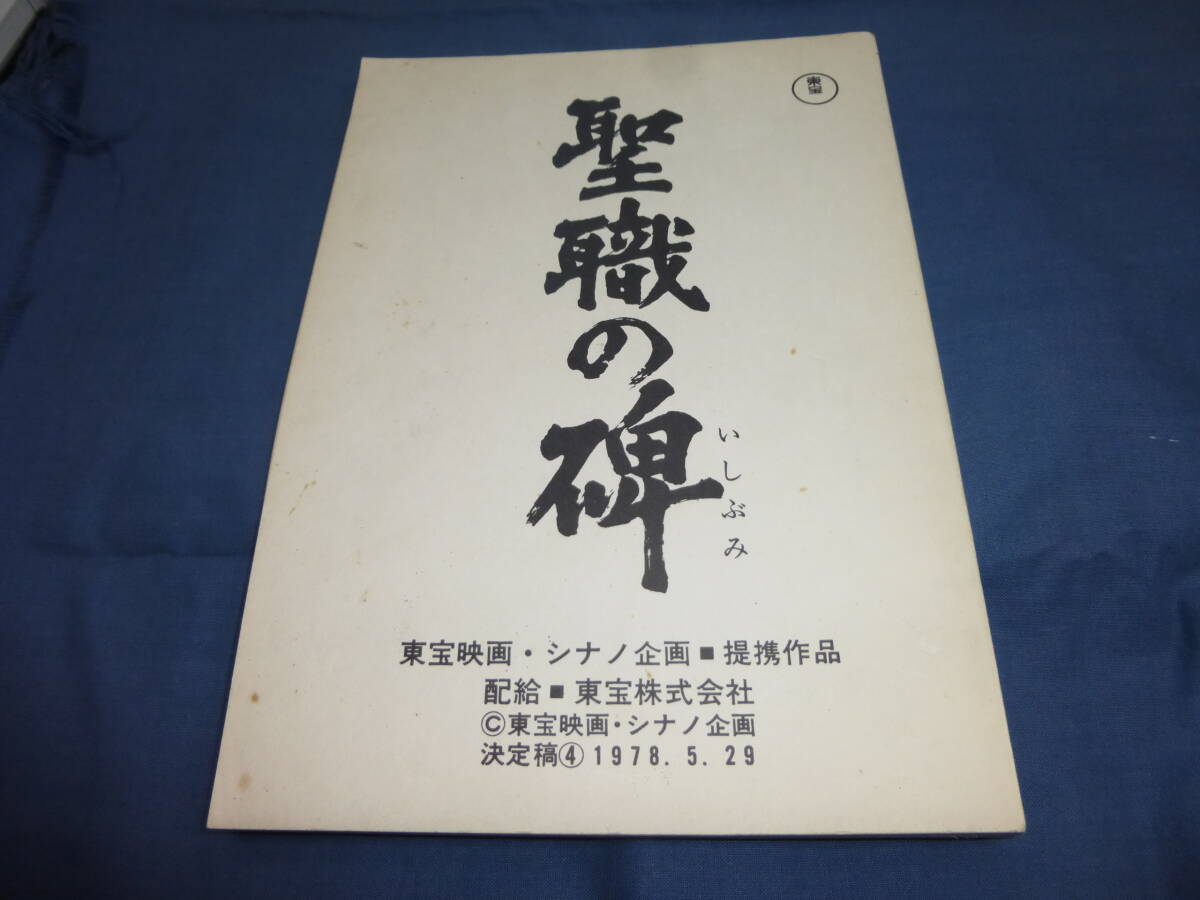 東宝
聖職の碑
いしぶみ
東宝映画・シナノ企画■提携作品
配給■東宝株式会社
©東宝映画・シナノ企画
決定稿④1978.5.29